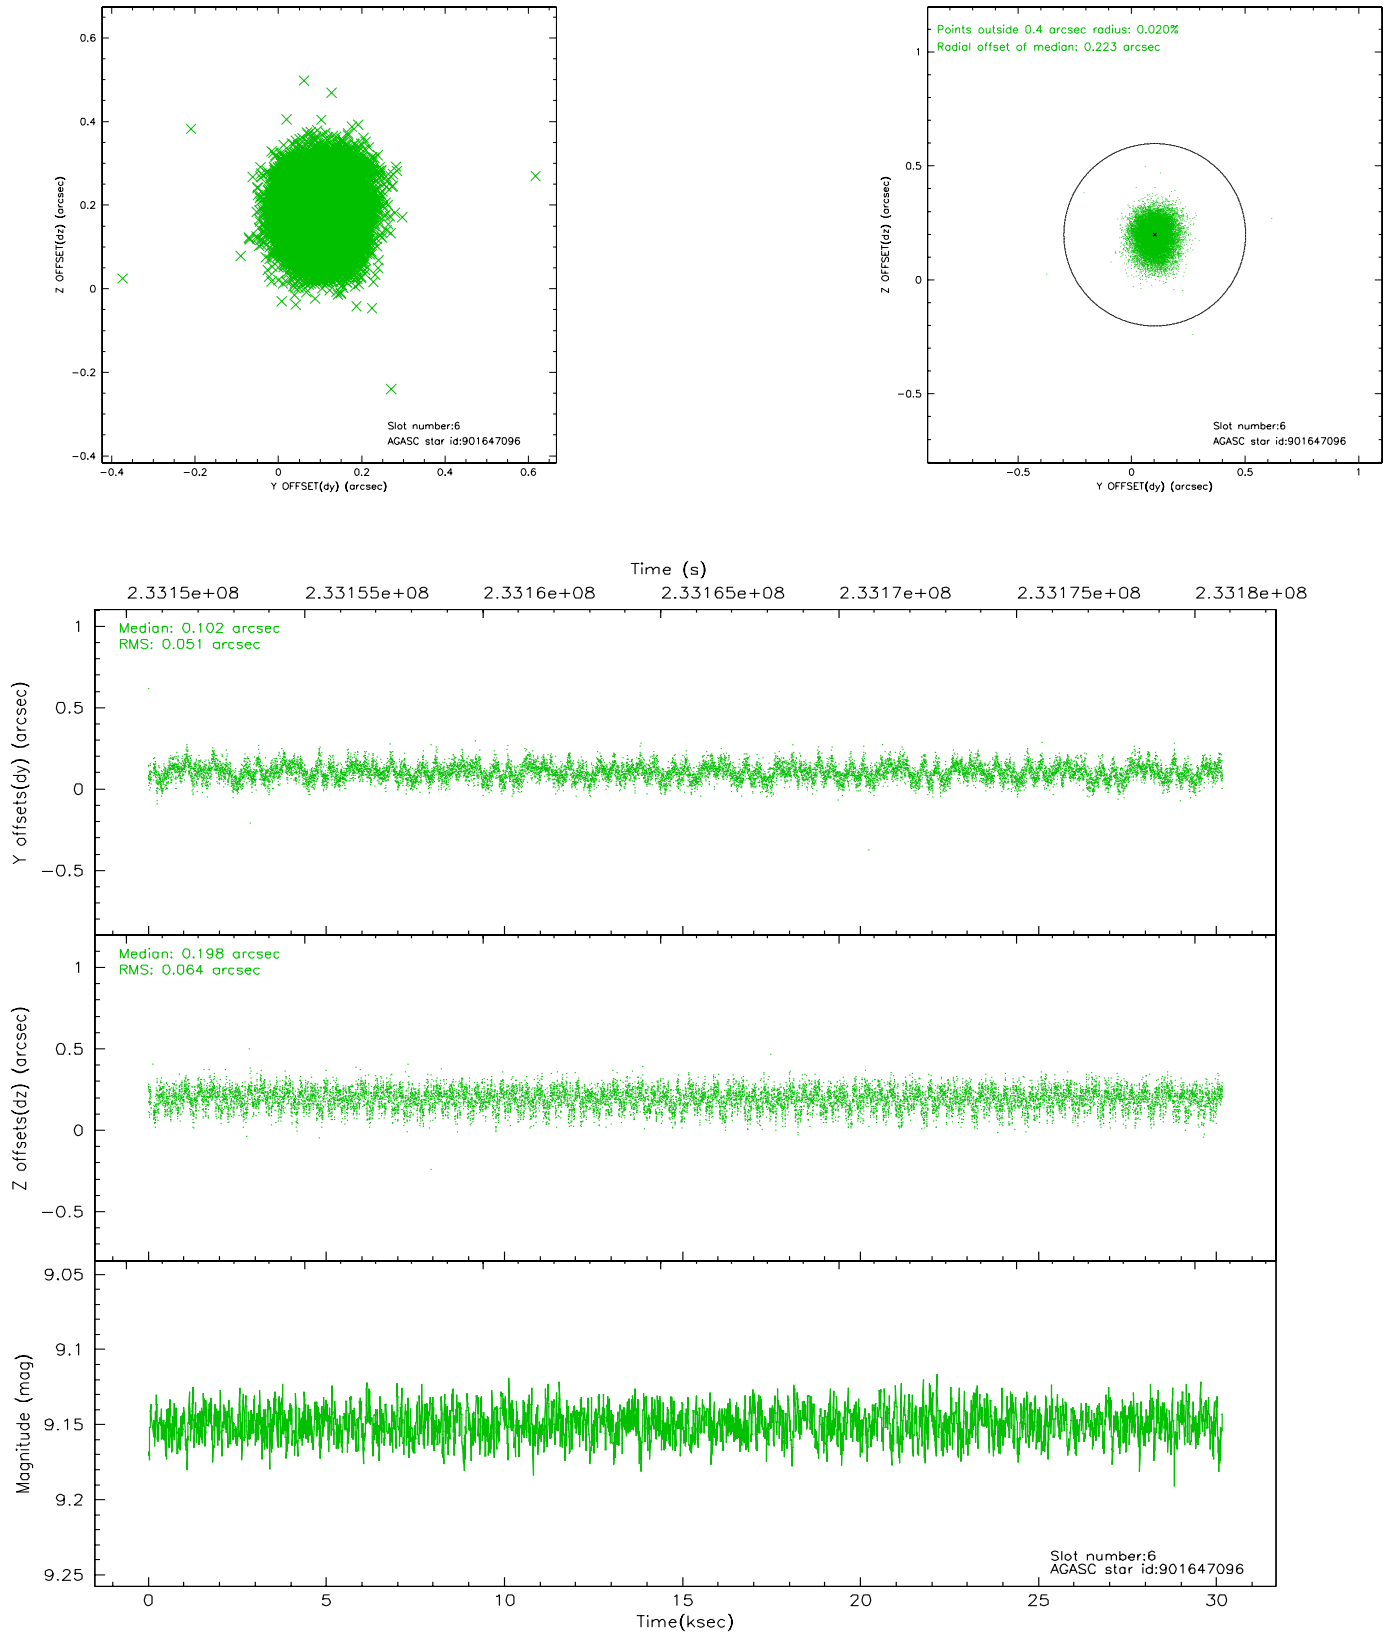 0.6
0.4
0.2
0
−0.2
−0.4
Z OFFSET(dz) (arcsec)
−0.4 −0.2 0 0.2 0.4 0.6
Y OFFSET(dy) (arcsec)
Slot number:6
AGASC star id:901647096
Points outside 0.4 arcsec radius: 0.020%
Radial offset of median: 0.223 arcsec
1
0.5
0
−0.5
Z OFFSET(dz) (arcsec)
Slot number:6
AGASC star id:901647096
−0.5 0 0.5 1
Y OFFSET(dy) (arcsec)
Time (s)
2.3315e+08 2.33155e+08 2.3316e+08 2.33165e+08 2.3317e+08 2.33175e+08 2.3318e+08
Median: 0.102 arcsec
RMS: 0.051 arcsec
1
0.5
0
−0.5
Y offsets(dy) (arcsec)
Median: 0.198 arcsec
RMS: 0.064 arcsec
1
0.5
0
−0.5
Z offsets(dz) (arcsec)
9.05
9.1
9.15
9.2
9.25
Magnitude (mag)
Slot number:6
AGASC star id:901647096
0 5 10 15 20 25 30
Time(ksec)